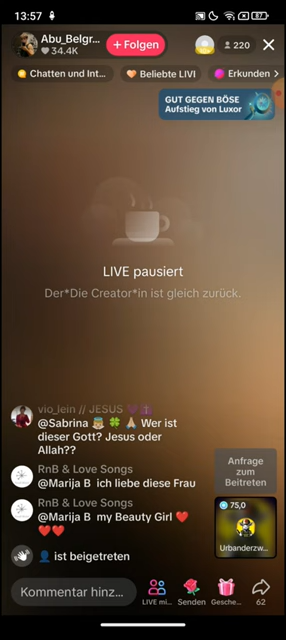 13:57
87
Abu_Belgr...
34.4K
+ Folgen
220
Chatten und Int...
Beliebte LIVI
Erkunden
GUT GEGEN BÖSE
Aufstieg von Luxor
LIVE pausiert
Der*Die Creator*in ist gleich zurück.
vio_lein // JESUS
@Sabrina 👼 🍀 🙏🏻 Wer ist
dieser Gott? Jesus oder
Allah??
RnB & Love Songs
@Marija B ich liebe diese Frau
RnB & Love Songs
@Marija B my Beauty Girl ❤️
❤️❤️
👤 ist beigetreten
Anfrage
zum
Beitreten
75,0
Urbanderzw...
Kommentar hinz...
LIVE mi...
Senden
Gesche...
62